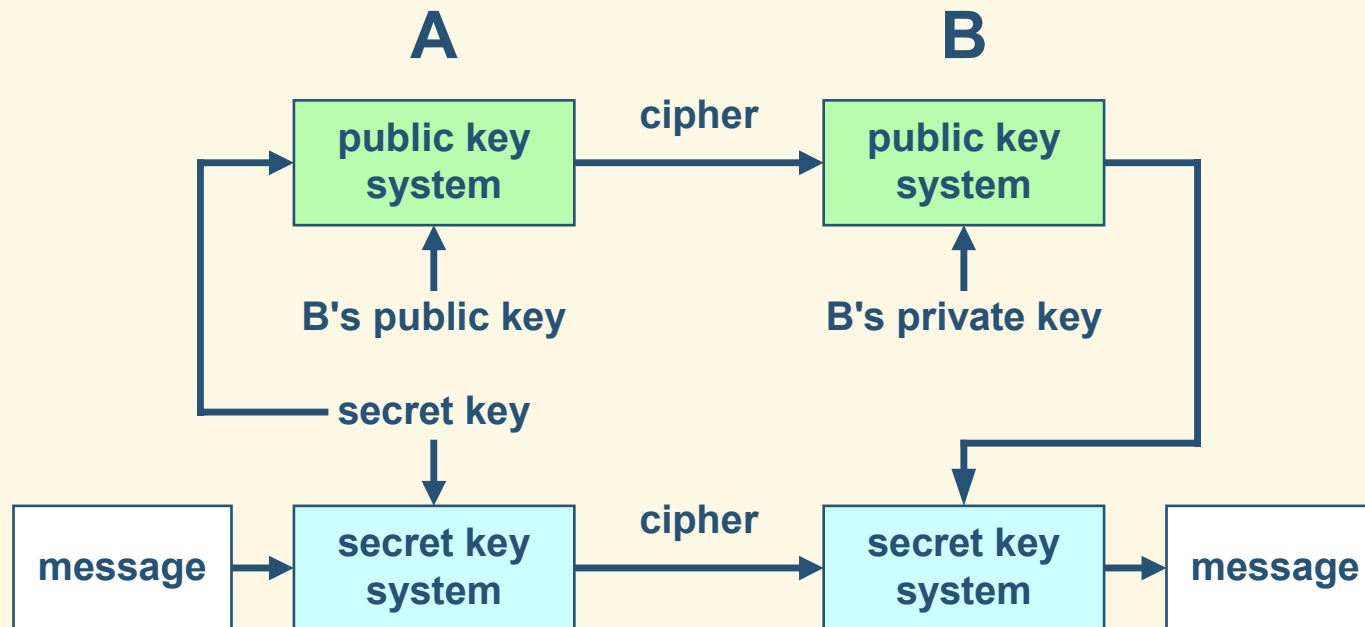 A
B
public key
system
cipher
public key
system
B's public key
B's private key
secret key
message
secret key
system
cipher
secret key
system
message